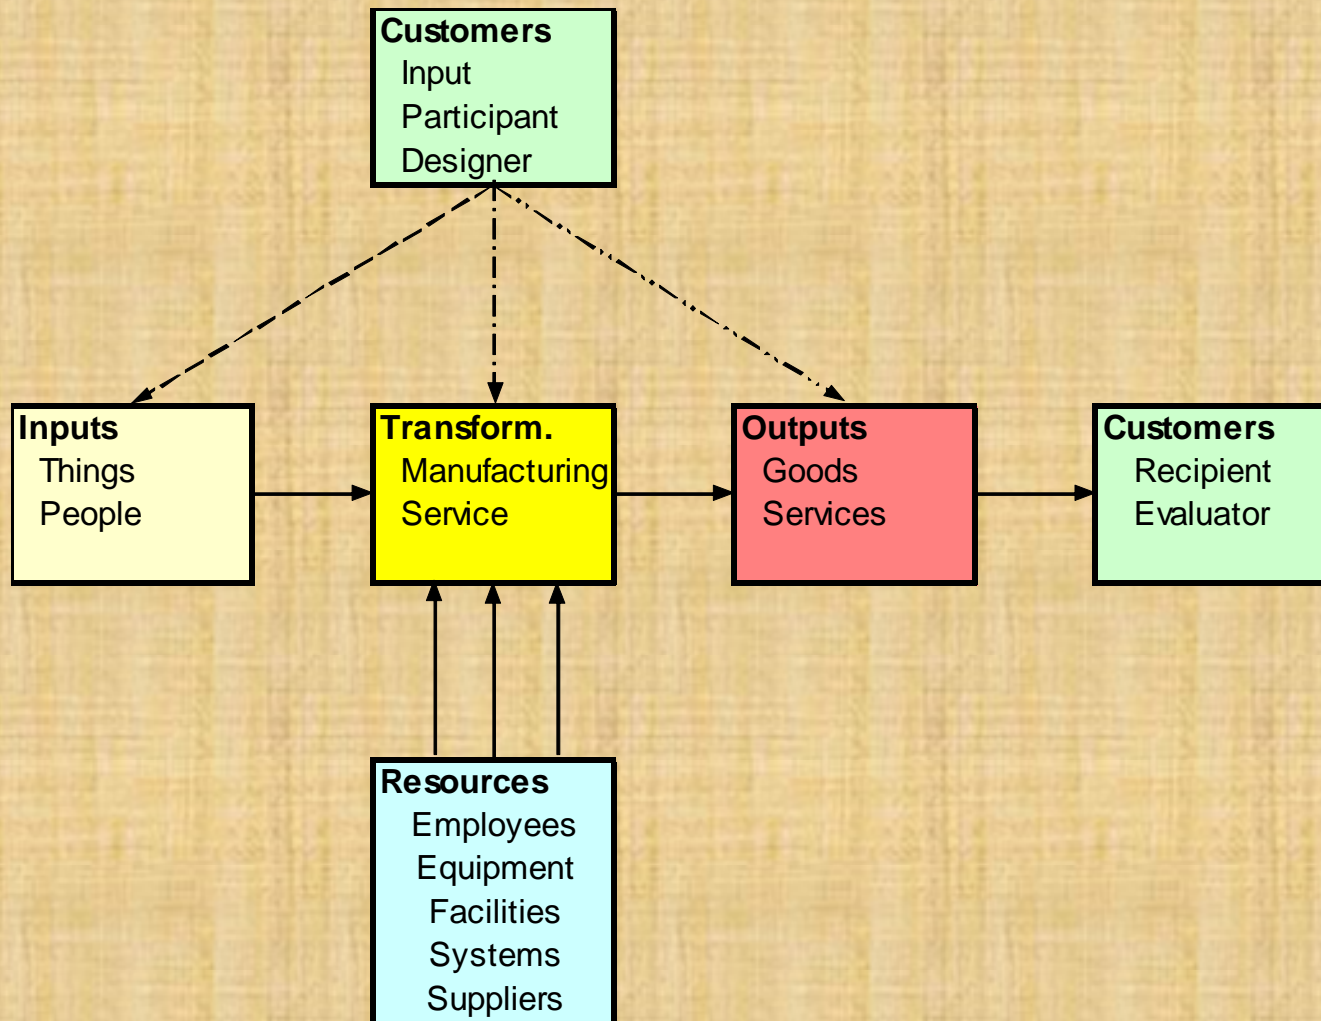 Customers
Input
Participant
Designer
Inputs
Things
People
Transform.
Manufacturing
Service
Outputs
Goods
Services
Customers
Recipient
Evaluator
Resources
Employees
Equipment
Facilities
Systems
Suppliers